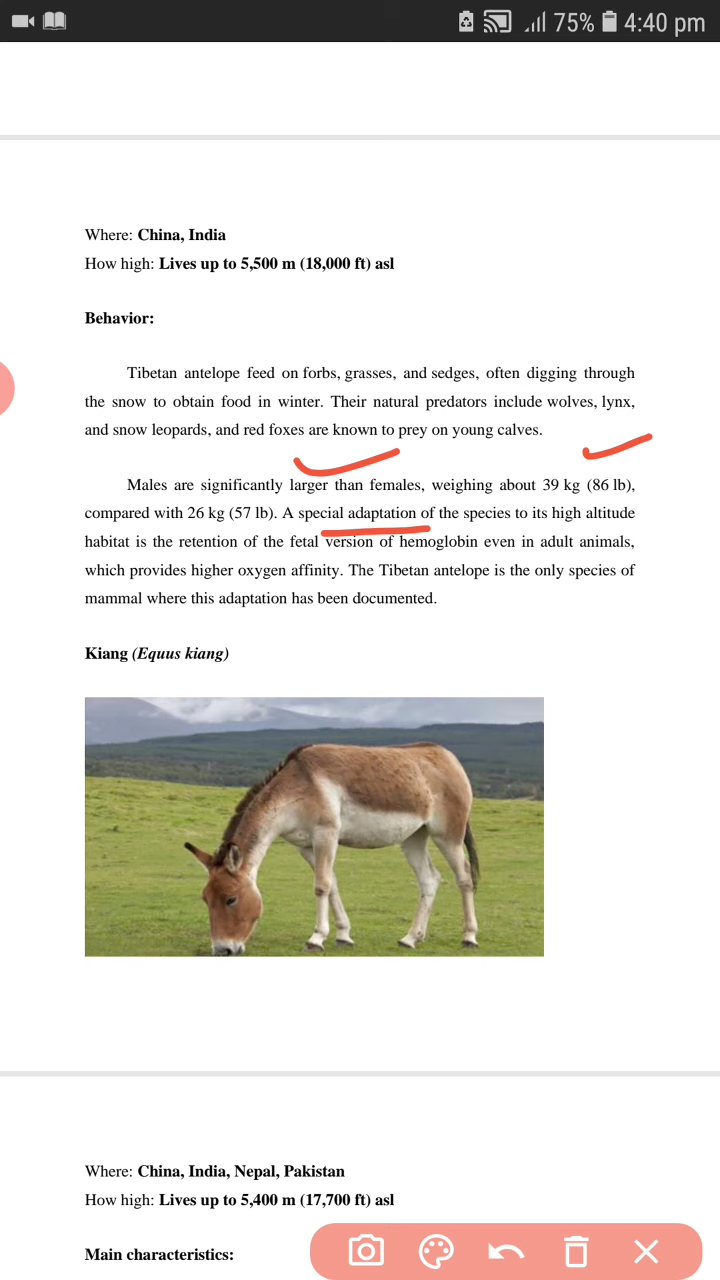 75% 4:40 pm
Where: China, India
How high: Lives up to 5,500 m (18,000 ft) asl
Behavior:
Tibetan antelope feed on forbs, grasses, and sedges, often digging through
the snow to obtain food in winter. Their natural predators include wolves, lynx,
and snow leopards, and red foxes are known to prey on young calves.
Males are significantly larger than females, weighing about 39 kg (86 lb),
compared with 26 kg (57 lb). A special adaptation of the species to its high altitude
habitat is the retention of the fetal version of hemoglobin even in adult animals,
which provides higher oxygen affinity. The Tibetan antelope is the only species of
mammal where this adaptation has been documented.
Kiang (Equus kiang)
Where: China, India, Nepal, Pakistan
How high: Lives up to 5,400 m (17,700 ft) asl
Main characteristics: